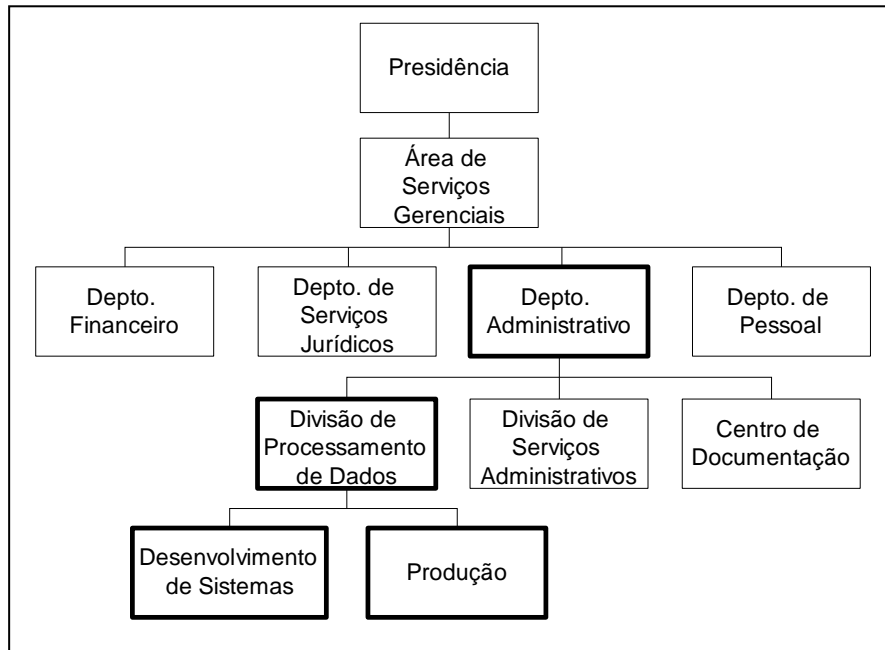 Presidência
Área de
Serviços
Gerenciais
Depto.
Financeiro
Depto. de
Serviços
Jurídicos
Depto.
Administrativo
Depto. de
Pessoal
Divisão de
Processamento
de Dados
Divisão de
Serviços
Administrativos
Centro de
Documentação
Desenvolvimento
de Sistemas
Produção